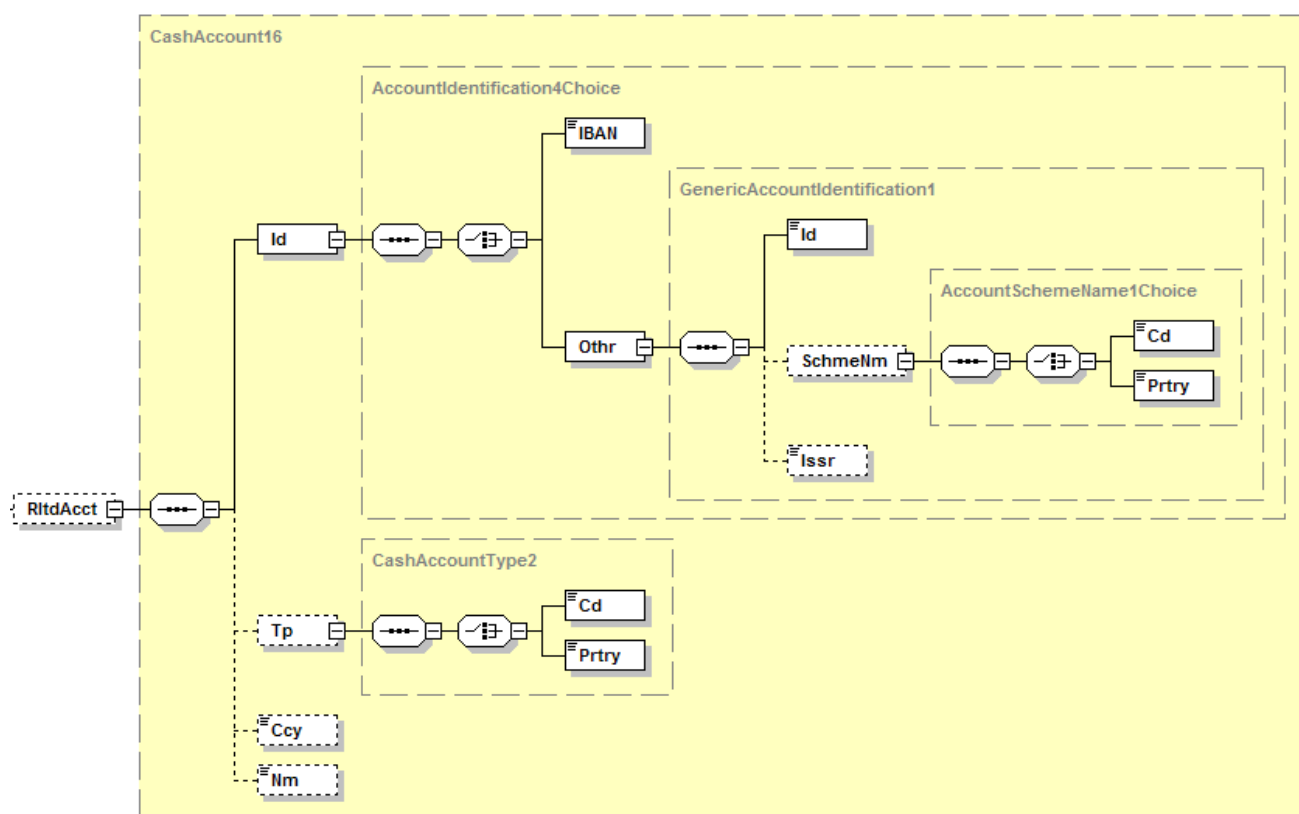 CashAccount16
AccountIdentification4Choice
IBAN
GenericAccountIdentification1
Id
Id
AccountSchemeName1Choice
Cd
Othr
SchmeNm
Prtry
Issr
RltdAcct
CashAccountType2
Cd
Tp
Prtry
Ccy
Nm